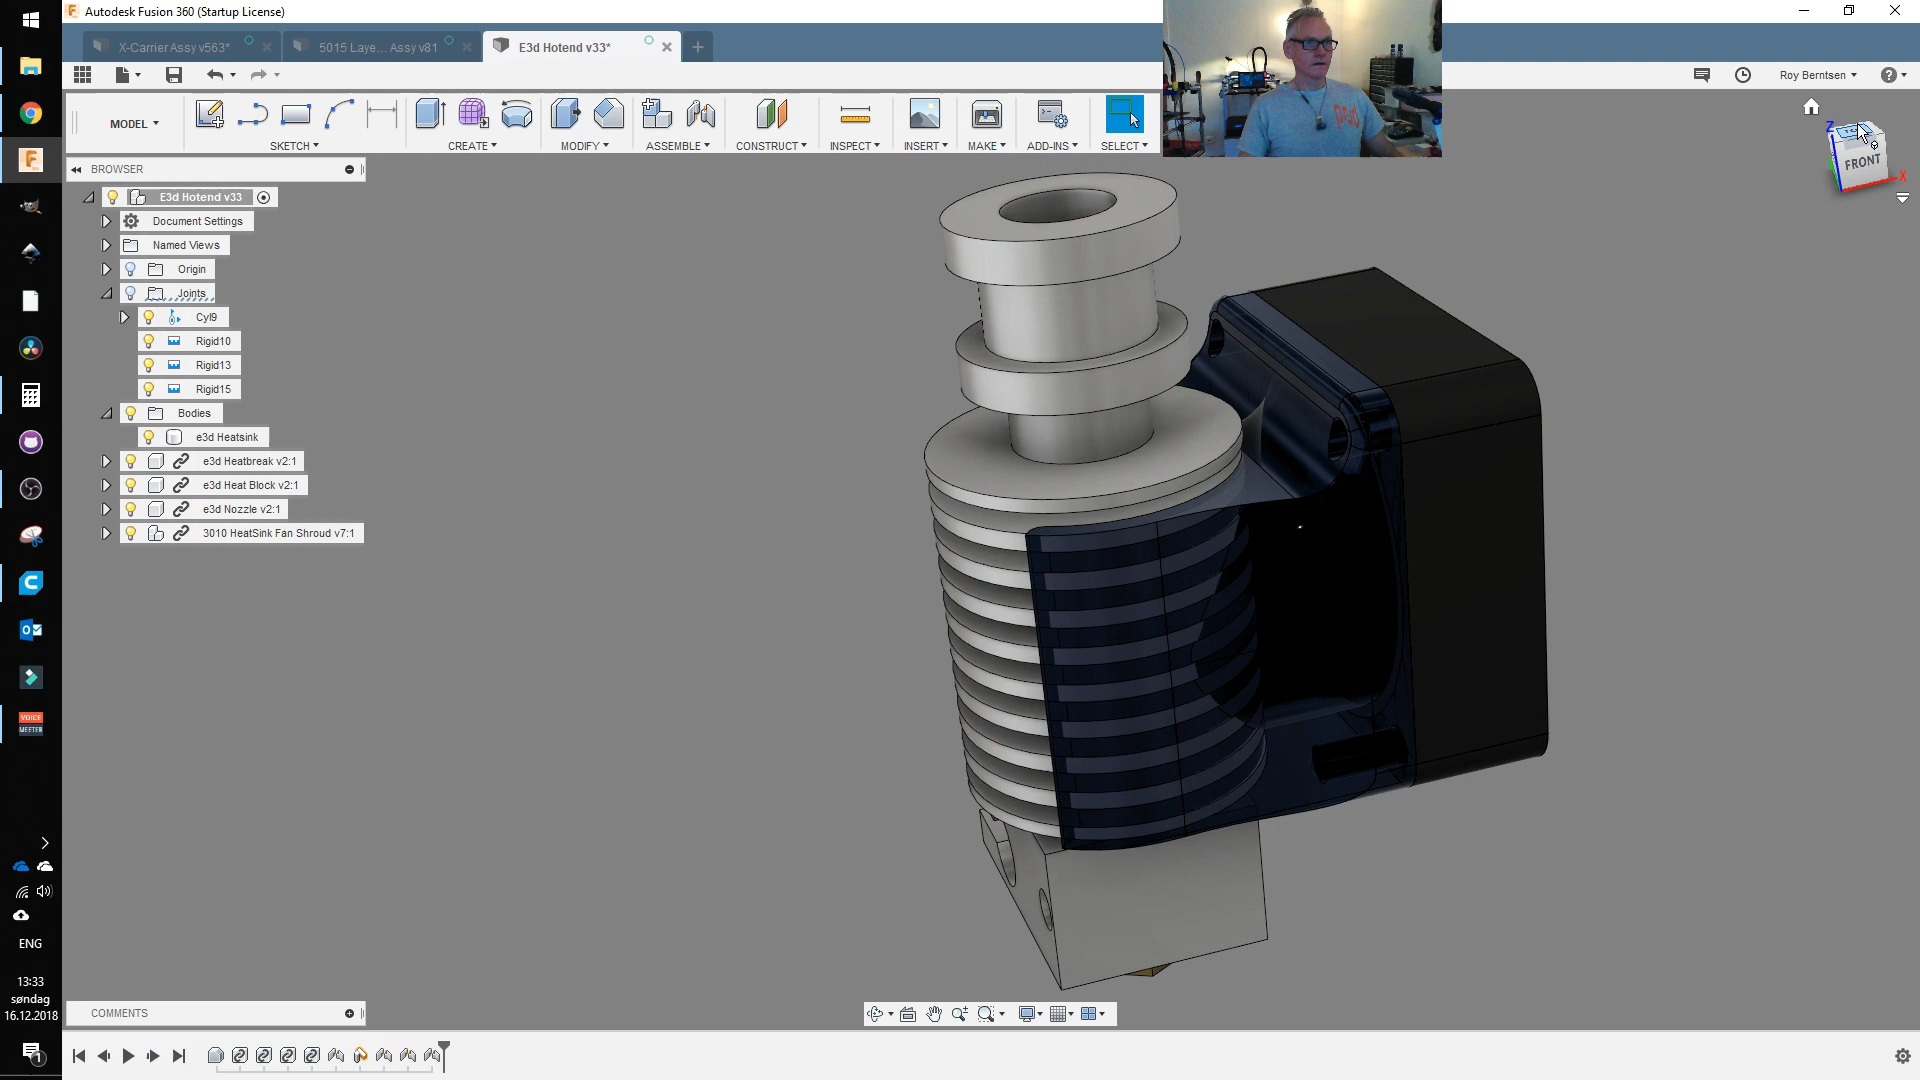 Autodesk Fusion 360 (Startup License)
X-Carrier Assy v563*
5015 Laye... Assy v81
E3d Hotend v33*
Roy Berntsen
MODEL
SKETCH
CREATE
MODIFY
ASSEMBLE
CONSTRUCT
INSPECT
INSERT
MAKE
ADD-INS
SELECT
BROWSER
E3d Hotend v33
Document Settings
Named Views
Origin
Joints
Cyl9
Rigid10
Rigid13
Rigid15
Bodies
e3d Heatsink
e3d Heatbreak v2:1
e3d Heat Block v2:1
e3d Nozzle v2:1
3010 HeatSink Fan Shroud v7:1
Z
FRONT
X
VOICE
MEETER
ENG
13:33
søndag
16.12.2018
1
COMMENTS